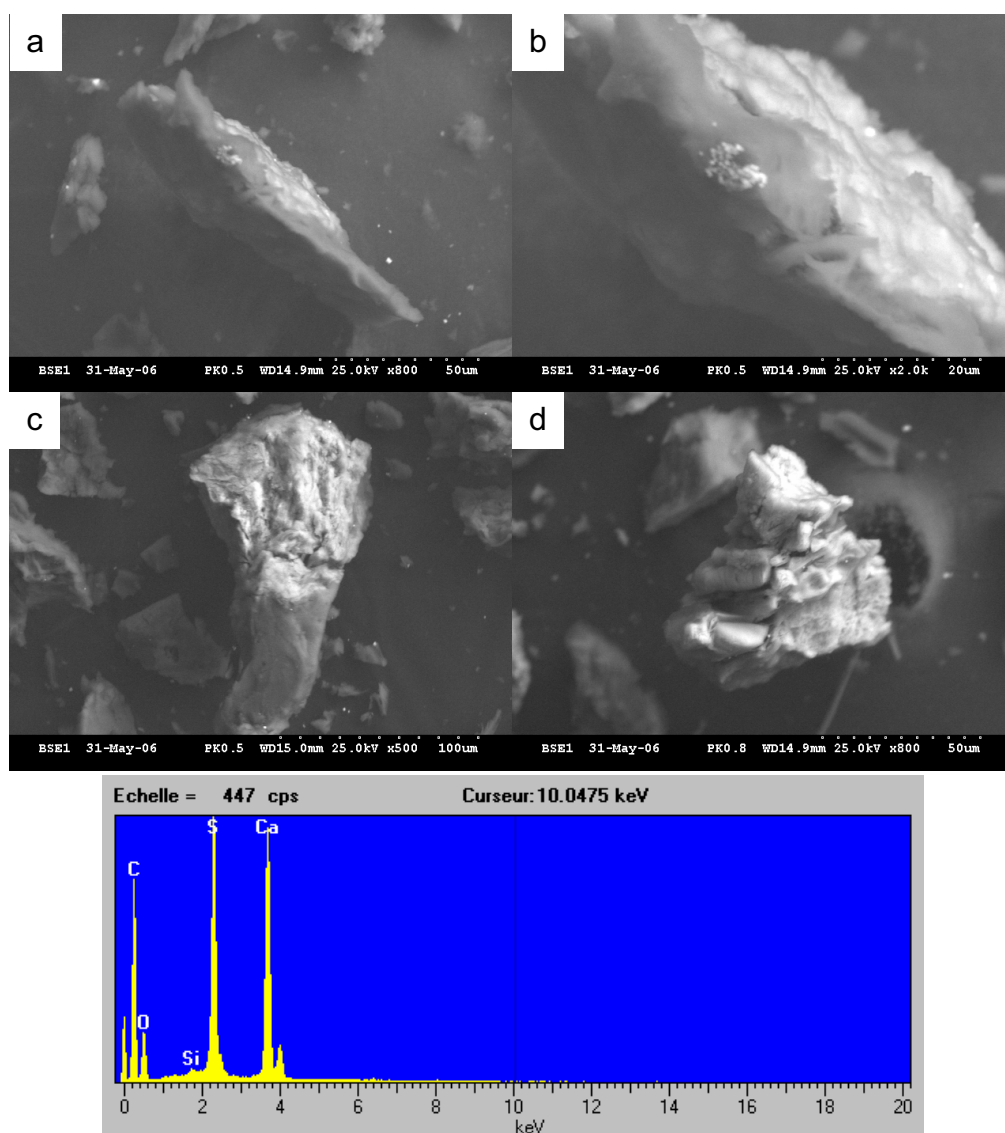 a
b
BSE1 31-May-06 PK0.5 WD14.9mm 25.0kV x800 50um
BSE1 31-May-06 PK0.5 WD14.9mm 25.0kV x2.0k 20um
c
d
BSE1 31-May-06 PK0.5 WD15.0mm 25.0kV x500 100um
BSE1 31-May-06 PK0.8 WD14.9mm 25.0kV x800 50um
Echelle = 447 cps Curseur: 10.0475 keV
S Ca
C
O
Si
0 2 4 6 8 10 12 14 16 18 20
keV